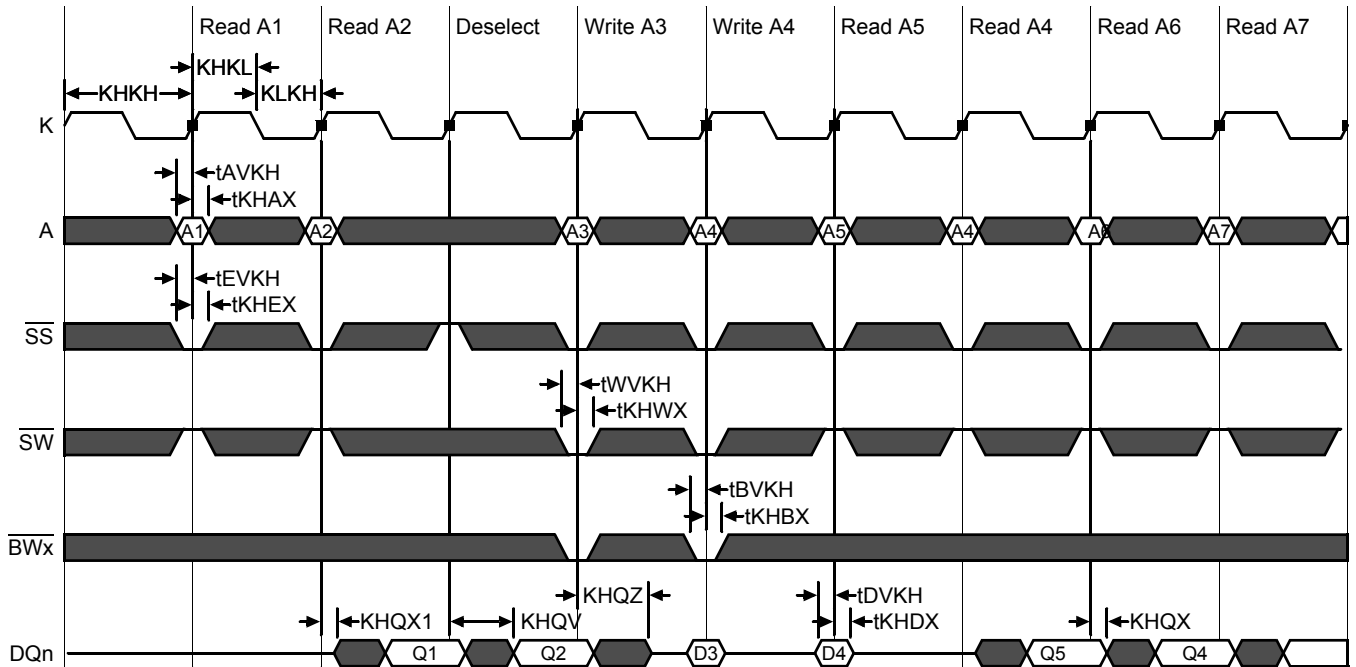 Read A1 Read A2 Deselect Write A3 Write A4 Read A5 Read A4 Read A6 Read A7
KHKL
KHKH KLKH
K
tAVKH
tKHAX
A A1 A2 A3 A4 A5 A4 A6 A7
tEVKH
tKHEX
SS
tWVKH
tKHWX
SW
tBVKH
tKHBX
BWx
KHQZ tDVKH
KHQX1 KHQV tKHDX KHQX
DQn Q1 Q2 D3 D4 Q5 Q4